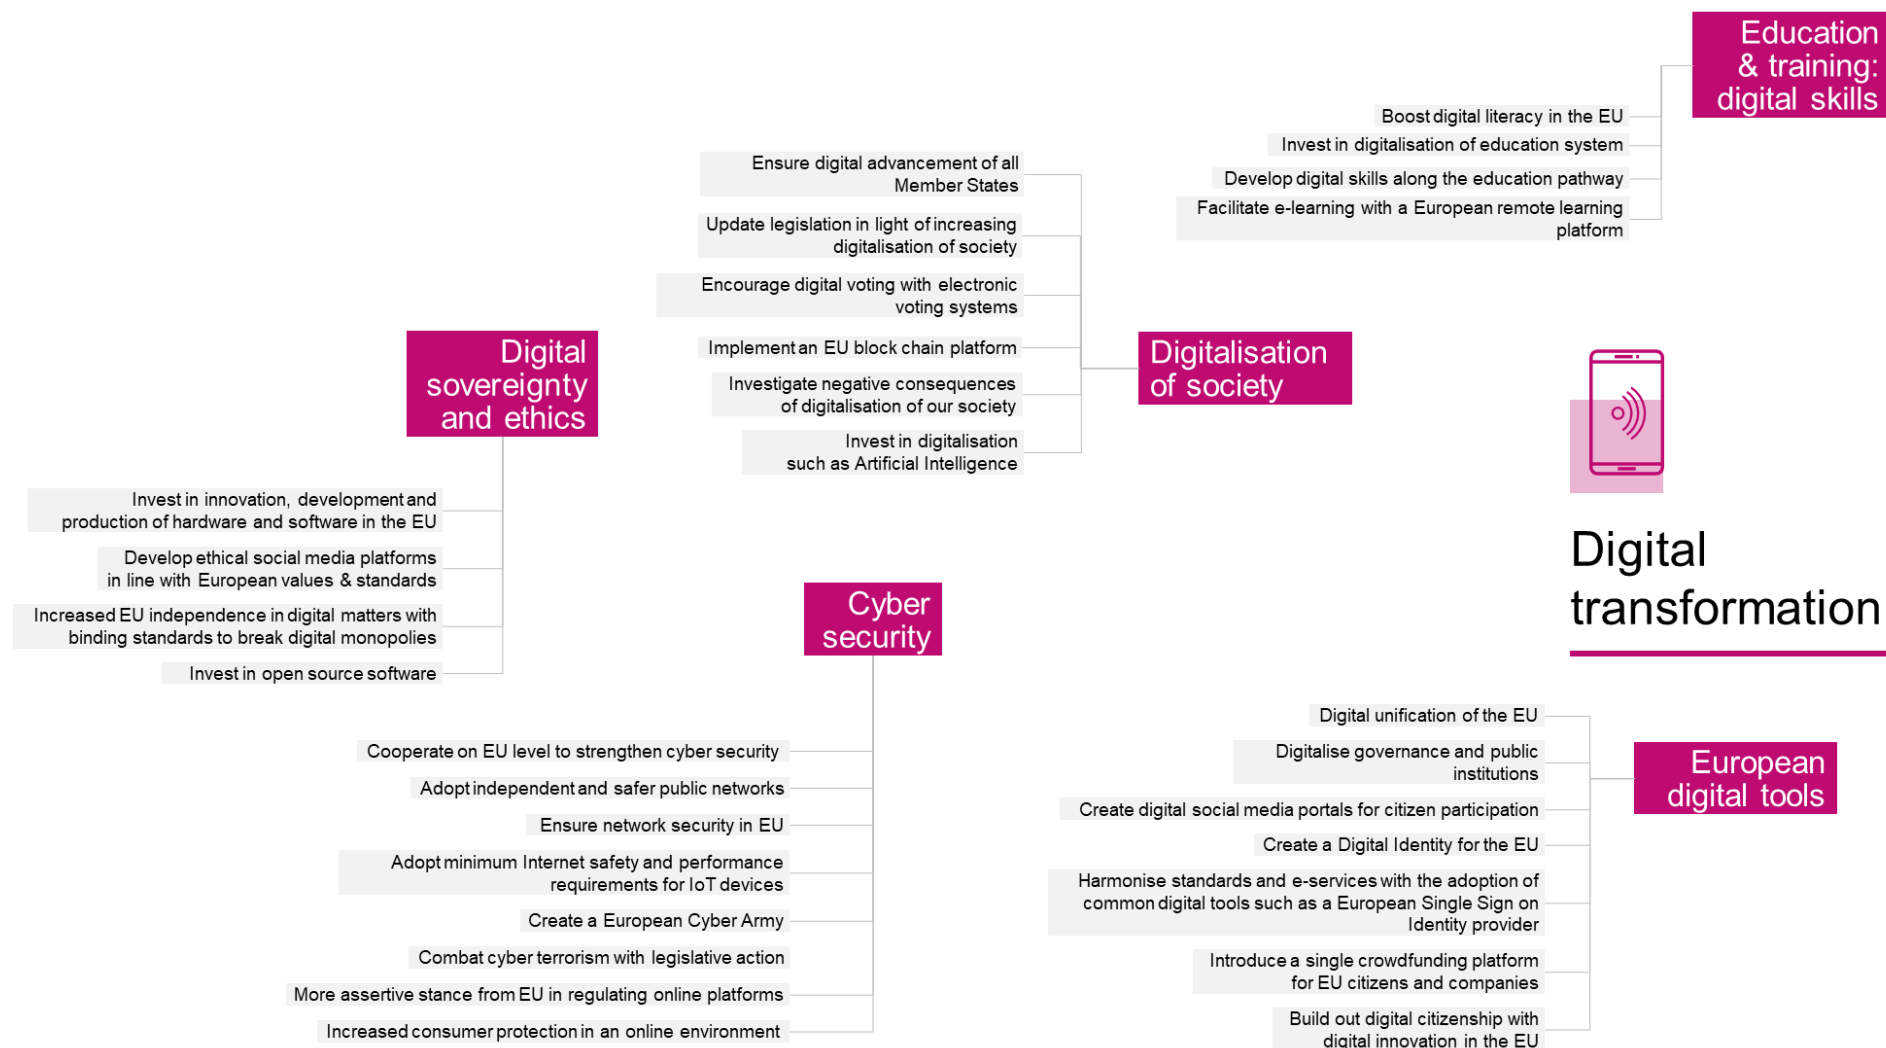 Education
& training:
digital skills
Boost digital literacy in the EU
Invest in digitalisation of education system
Develop digital skills along the education pathway
Facilitate e-learning with a European remote learning
platform
Ensure digital advancement of all
Member States
Update legislation in light of increasing
digitalisation of society
Encourage digital voting with electronic
voting systems
Implement an EU block chain platform
Investigate negative consequences
of digitalisation of our society
Invest in digitalisation
such as Artificial Intelligence
Digitalisation
of society
Digital
sovereignty
and ethics
Invest in innovation, development and
production of hardware and software in the EU
Develop ethical social media platforms
in line with European values & standards
Increased EU independence in digital matters with
binding standards to break digital monopolies
Invest in open source software
Digital
transformation
Cyber
security
Cooperate on EU level to strengthen cyber security
Adopt independent and safer public networks
Ensure network security in EU
Adopt minimum Internet safety and performance
requirements for IoT devices
Create a European Cyber Army
Combat cyber terrorism with legislative action
More assertive stance from EU in regulating online platforms
Increased consumer protection in an online environment
European
digital tools
Digital unification of the EU
Digitalise governance and public
institutions
Create digital social media portals for citizen participation
Create a Digital Identity for the EU
Harmonise standards and e-services with the adoption of
common digital tools such as a European Single Sign on
Identity provider
Introduce a single crowdfunding platform
for EU citizens and companies
Build out digital citizenship with
digital innovation in the EU